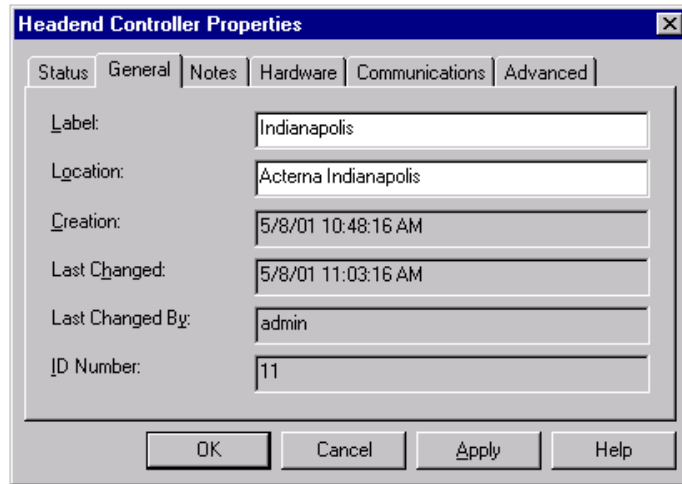 Headend Controller Properties
Status General Notes Hardware Communications Advanced
Label: Indianapolis
Location: Acterna Indianapolis
Creation: 5/8/01 10:48:16 AM
Last Changed: 5/8/01 11:03:16 AM
Last Changed By: admin
ID Number: 11
OK Cancel Apply Help